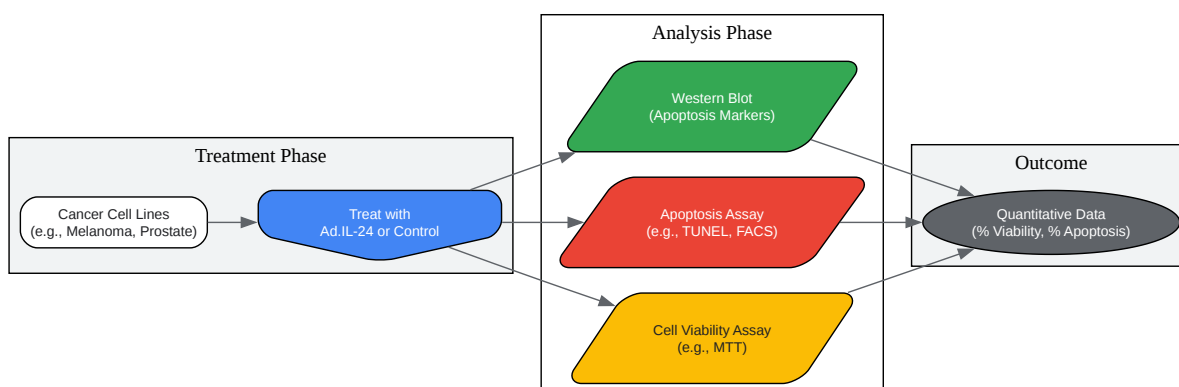 Treatment Phase
Cancer Cell Lines
(e.g., Melanoma, Prostate)
Treat with
Ad.IL-24 or Control
Analysis Phase
Western Blot
(Apoptosis Markers)
Apoptosis Assay
(e.g., TUNEL, FACS)
Cell Viability Assay
(e.g., MTT)
Outcome
Quantitative Data
(% Viability, % Apoptosis)